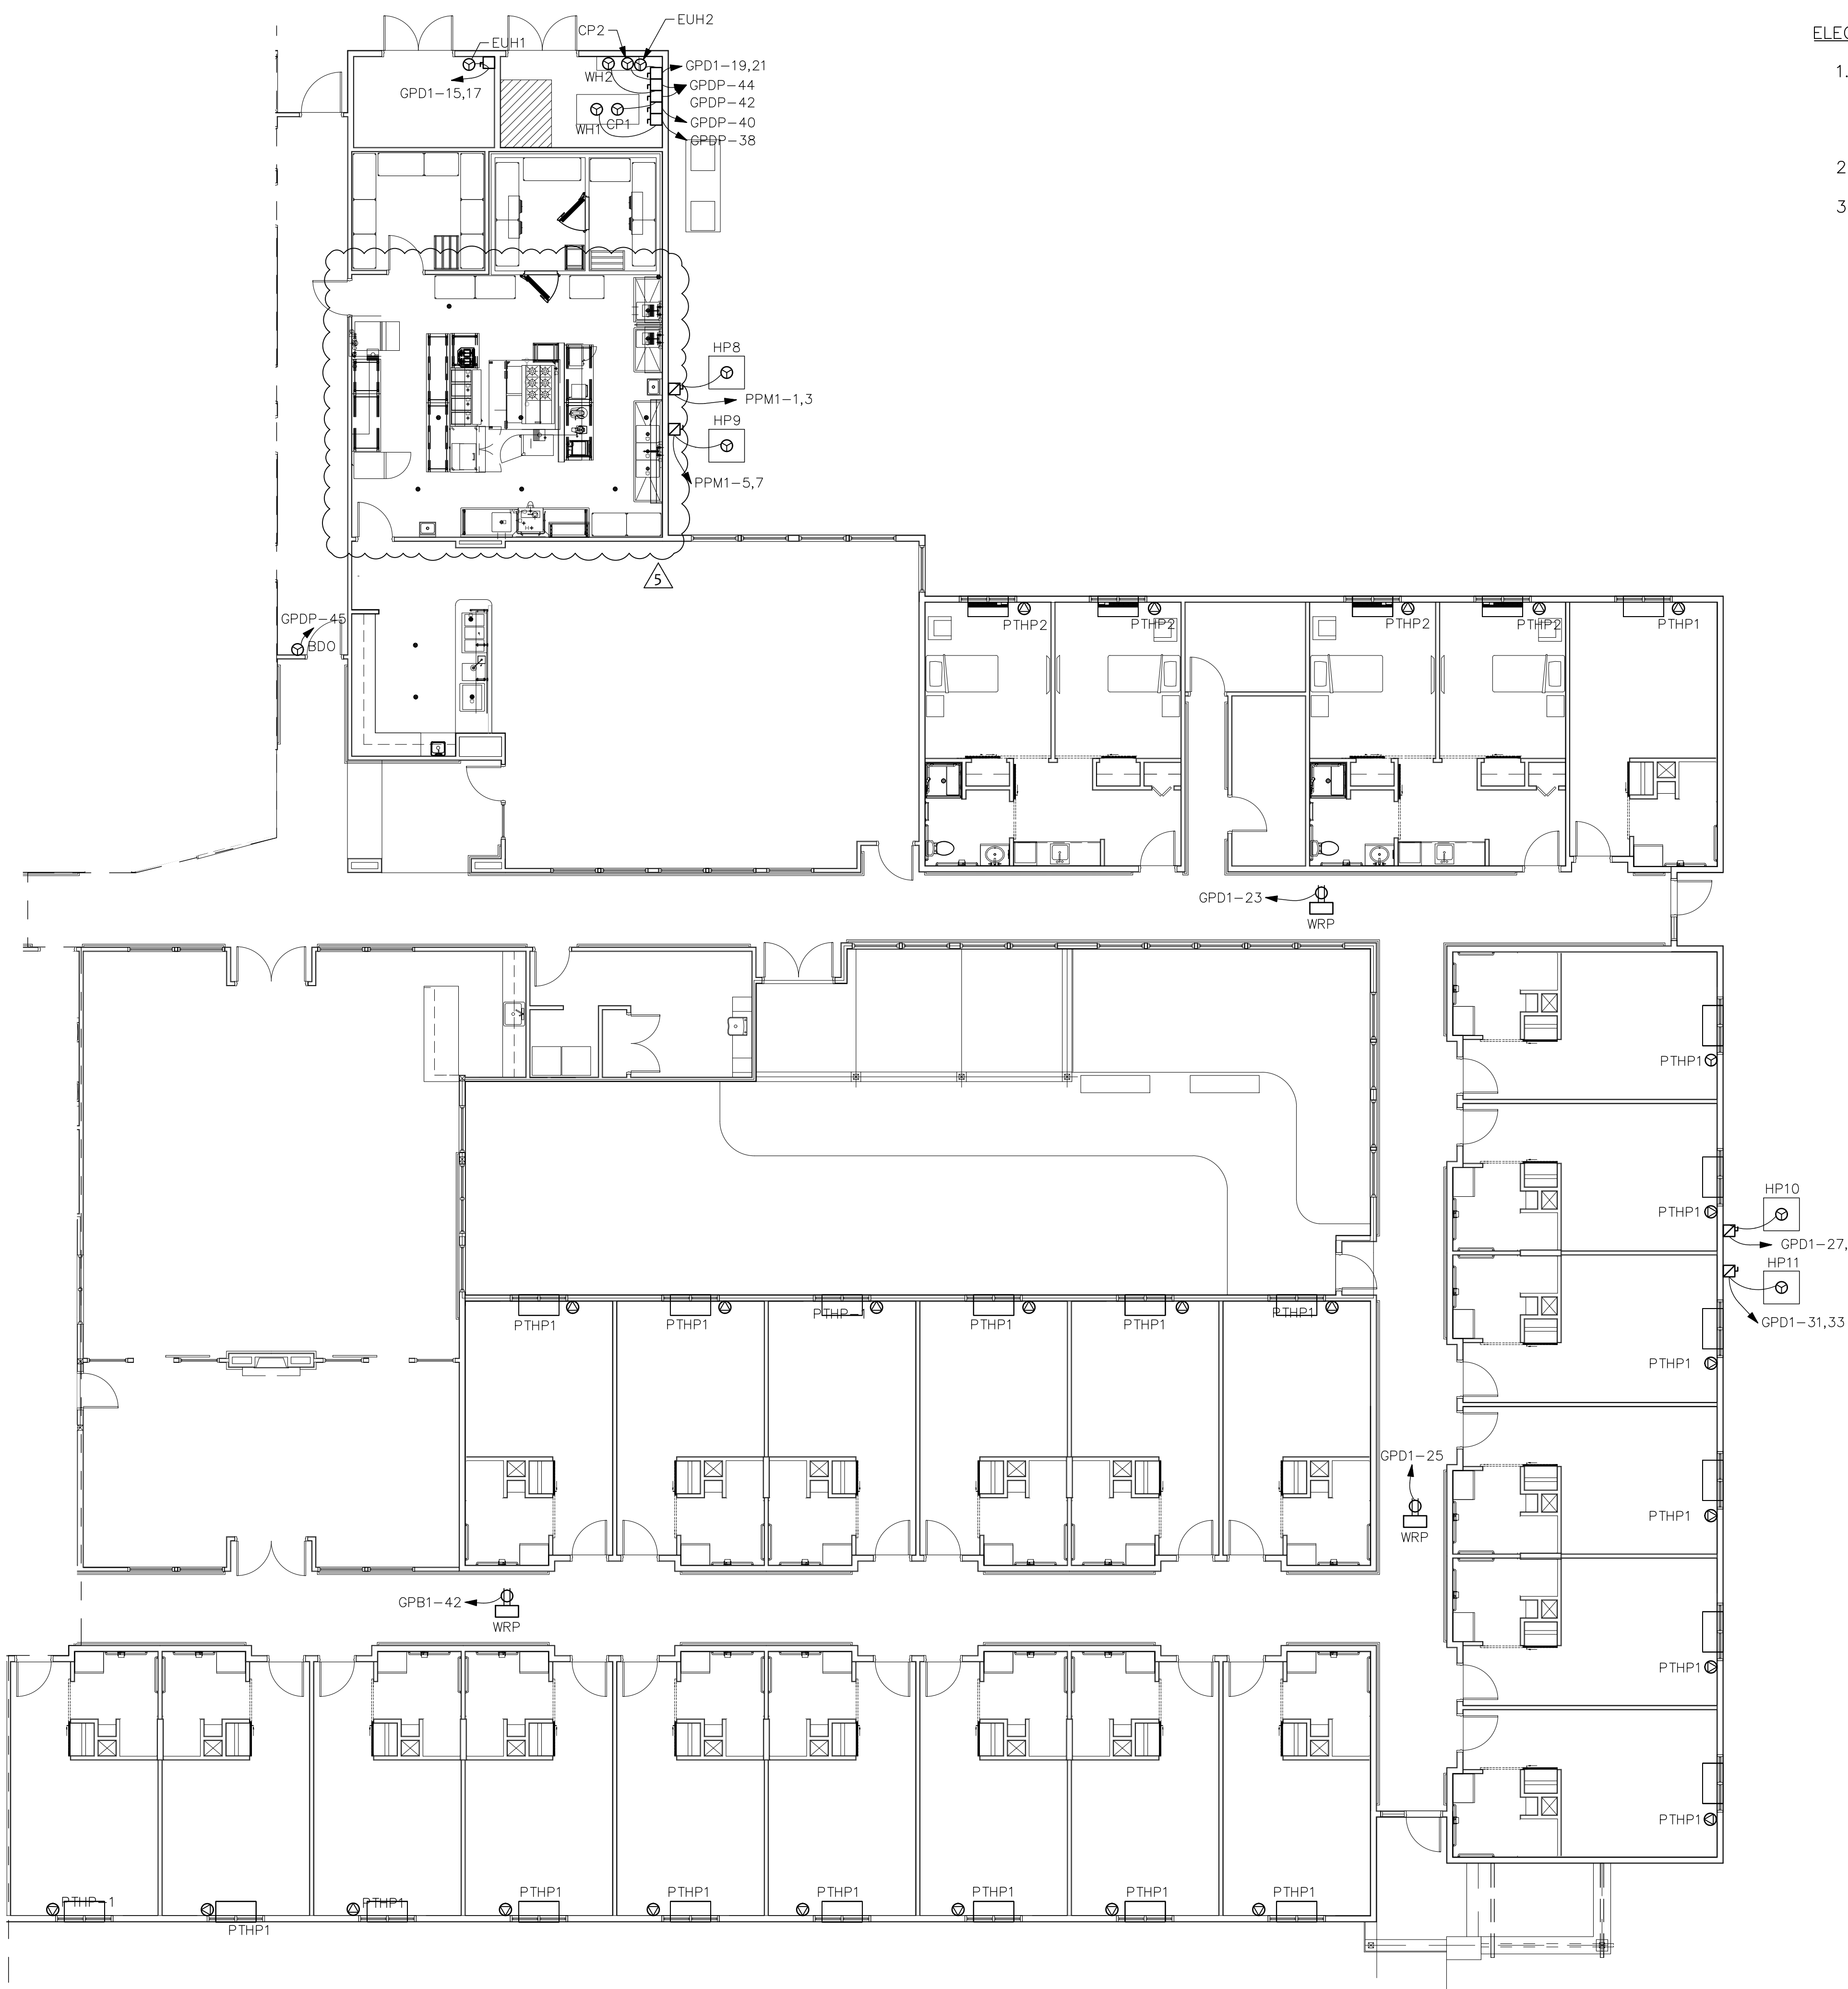 ELEC
1.
2
3
EUH2
CP2
EUH1
GPD1-19,21
WH2
GPDP-44
GPD1-15,17
GPDP-42
GPDP-40
WH1
CP1
GPDP-38
HP8
PPM1-1,3
HP9
PPM1-5,7
5
GPDP-45
BDO
PTHP2
PTHP2
PTHP2
PTHP2
PTHP1
GPD1-23
WRP
PTHP1
HP10
PTHP1
GPD1-27,
HP11
GPD1-31,33
PTHP1
PTHP1
PTHP1
PTHP-1
PTHP1
PTHP1
PTHP1
PTHP1
GPD1-25
WRP
PTHP1
GPB1-42
WRP
PTHP1
PTHP1
PTHP-1
PTHP1
PTHP1
PTHP1
PTHP1
PTHP1
PTHP1
PTHP1
PTHP1